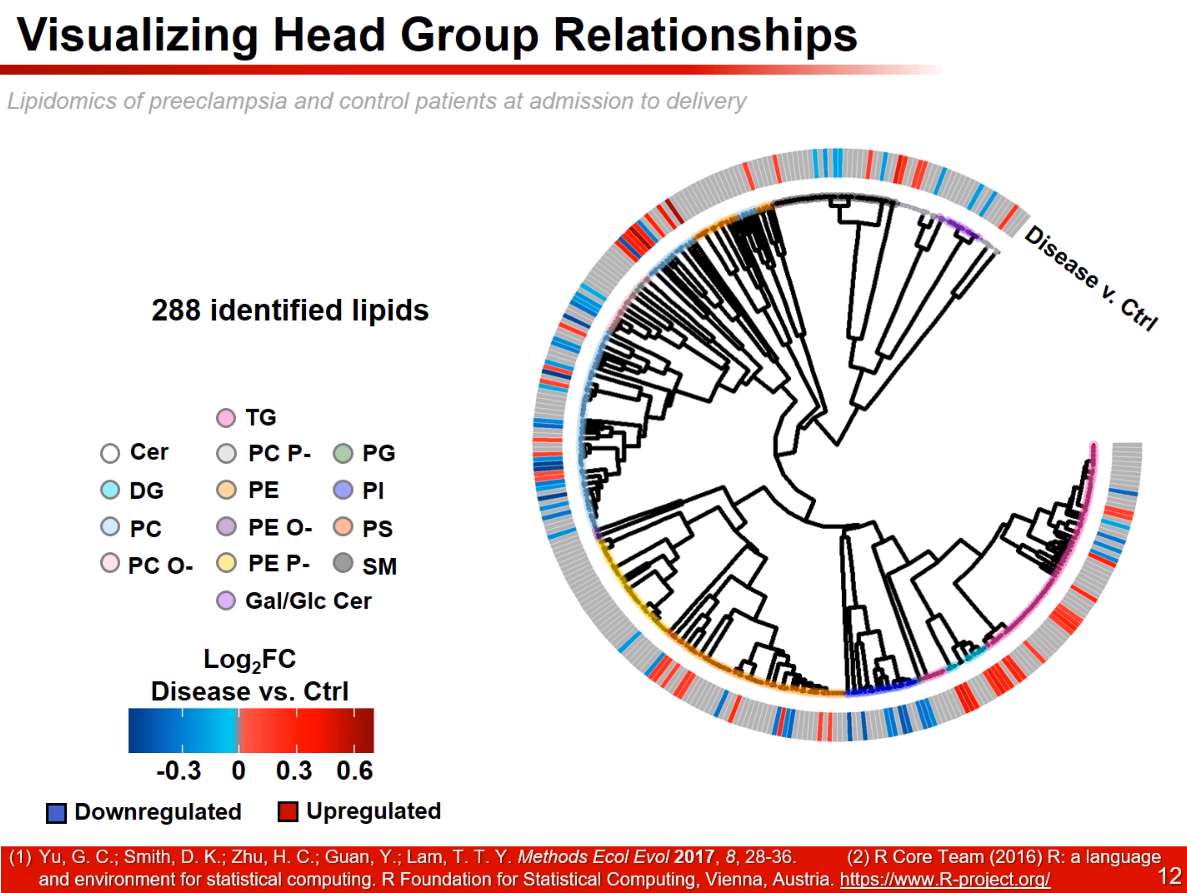 Visualizing Head Group Relationships
Lipidomics of preeclampsia and control patients at admission to delivery
Disease v. Ctrl
288 identified lipids
TG
Cer
PC P-
PG
DG
PE
PI
PC
PE O-
PS
PC O-
PE P-
SM
Gal/Glc Cer
Log₂FC
Disease vs. Ctrl
-0.3 0 0.3 0.6
Downregulated
Upregulated
(1) Yu, G. C.; Smith, D. K.; Zhu, H. C.; Guan, Y.; Lam, T. T. Y. Methods Ecol Evol 2017, 8, 28-36.
(2) R Core Team (2016) R: a language
and environment for statistical computing. R Foundation for Statistical Computing, Vienna, Austria. https://www.R-project.org/
12